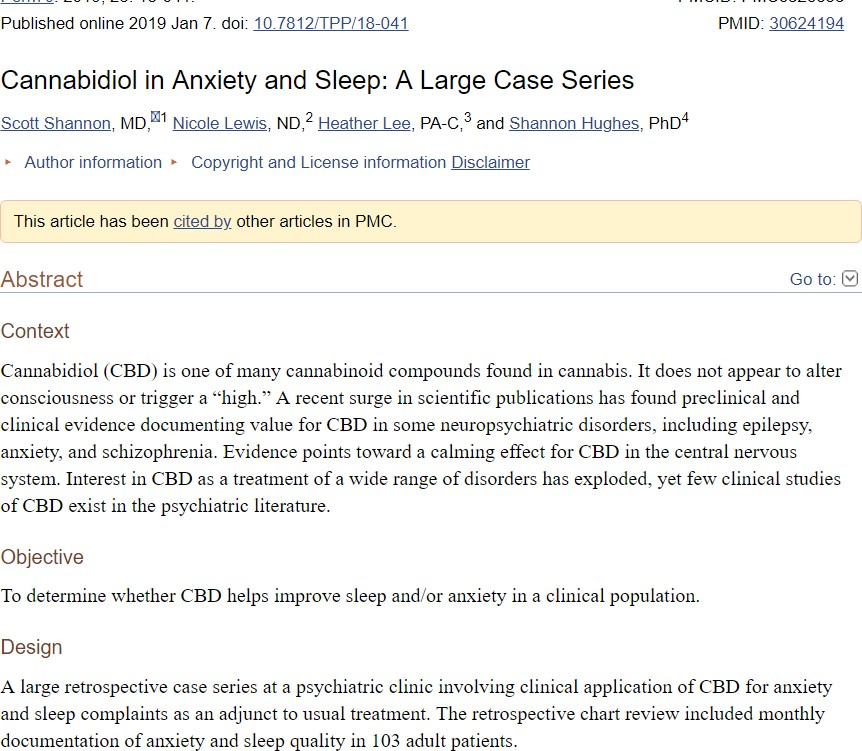 Published online 2019 Jan 7. doi: 10.7812/TPP/18-041
PMID: 30624194
Cannabidiol in Anxiety and Sleep: A Large Case Series
Scott Shannon, MD,1 Nicole Lewis, ND,2 Heather Lee, PA-C,3 and Shannon Hughes, PhD4
Author information Copyright and License information Disclaimer
This article has been cited by other articles in PMC.
Abstract
Go to:
Context
Cannabidiol (CBD) is one of many cannabinoid compounds found in cannabis. It does not appear to alter
consciousness or trigger a “high.” A recent surge in scientific publications has found preclinical and
clinical evidence documenting value for CBD in some neuropsychiatric disorders, including epilepsy,
anxiety, and schizophrenia. Evidence points toward a calming effect for CBD in the central nervous
system. Interest in CBD as a treatment of a wide range of disorders has exploded, yet few clinical studies
of CBD exist in the psychiatric literature.
Objective
To determine whether CBD helps improve sleep and/or anxiety in a clinical population.
Design
A large retrospective case series at a psychiatric clinic involving clinical application of CBD for anxiety
and sleep complaints as an adjunct to usual treatment. The retrospective chart review included monthly
documentation of anxiety and sleep quality in 103 adult patients.